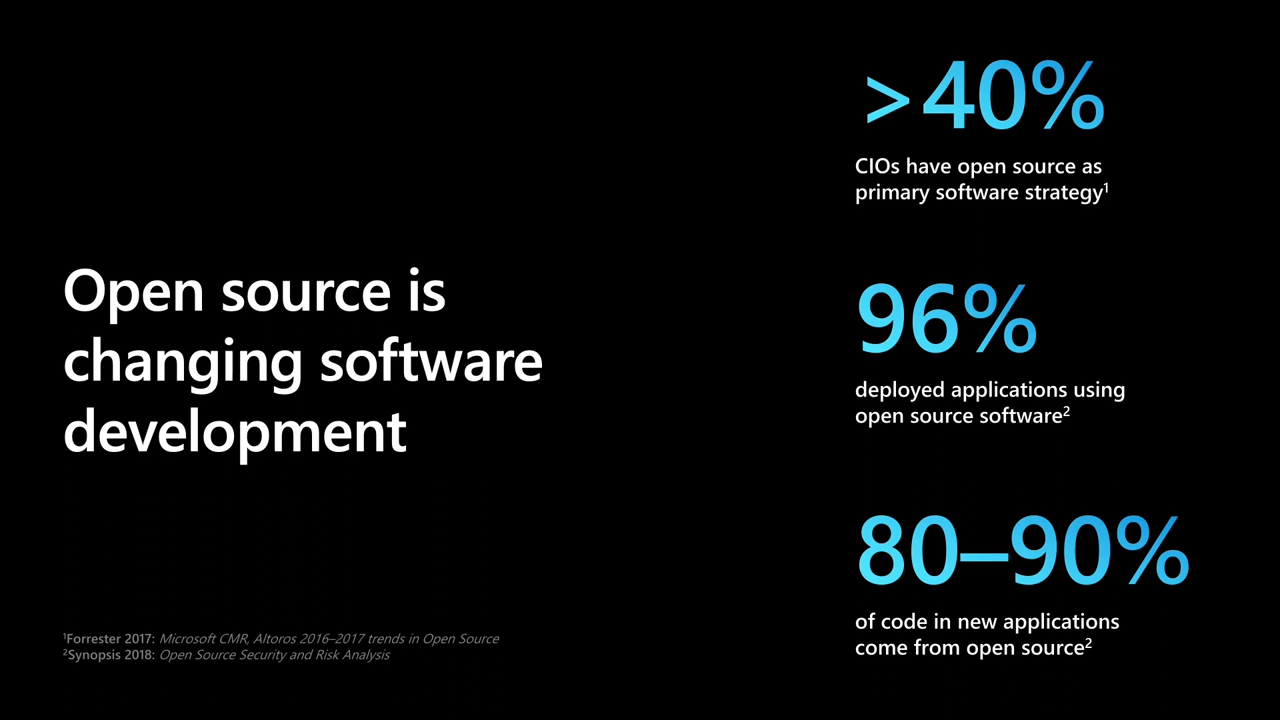 Open source is
changing software
development
>40%
CIOs have open source as
primary software strategy¹
96%
deployed applications using
open source software²
80–90%
of code in new applications
come from open source²
¹Forrester 2017: Microsoft CMR, Altoros 2016–2017 trends in Open Source
²Synopsis 2018: Open Source Security and Risk Analysis